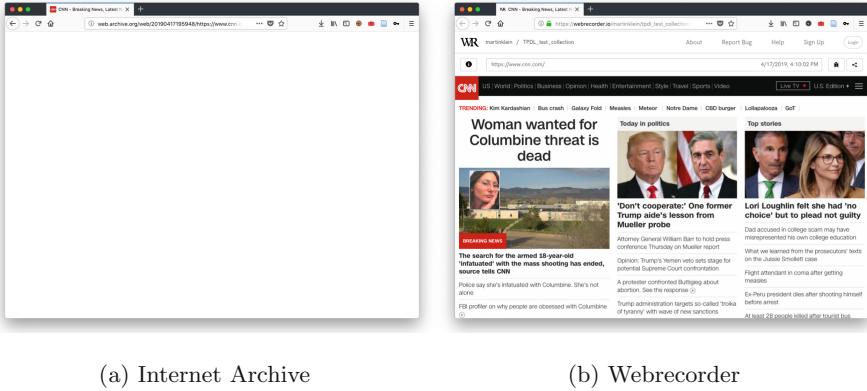 CNN - Breaking News, Latest N
web.archive.org/web/20190417195948/https://www.cnn.c
CNN - Breaking News, Latest N
https://webrecorder.io/martinklein/tpdl_test_collection
WR martinklein / TPDL_test_collection About Report Bug Help Sign Up Login
https://www.cnn.com/ 4/17/2019, 4:10:02 PM
CNN US World Politics Business Opinion Health Entertainment Style Travel Sports Video Live TV U.S. Edition +
TRENDING: Kim Kardashian Bus crash Galaxy Fold Measles Meteor Notre Dame CBD burger Lollapalooza GoT
Woman wanted for
Columbine threat is
dead
BREAKING NEWS
The search for the armed 18-year-old
'infatuated' with the mass shooting has ended,
source tells CNN
Police say she's infatuated with Columbine. She's not
alone
FBI profiler on why people are obsessed with Columbine
Today in politics
'Don't cooperate:' One former
Trump aide's lesson from
Mueller probe
Attorney General William Barr to hold press
conference Thursday on Mueller report
Opinion: Trump's Yemen veto sets stage for
potential Supreme Court confrontation
A protester confronted Buttigieg about
abortion. See the response
Trump administration targets so-called 'troika
of tyranny' with wave of new sanctions
Top stories
Lori Loughlin felt she had 'no
choice' but to plead not guilty
Dad accused in college scam may have
misrepresented his own college education
What we learned from the prosecutors' texts
on the Jussie Smollett case
Flight attendant in coma after getting
measles
Ex-Peru president dies after shooting himself
before arrest
At least 28 people killed after tourist bus
(a) Internet Archive
(b) Webrecorder